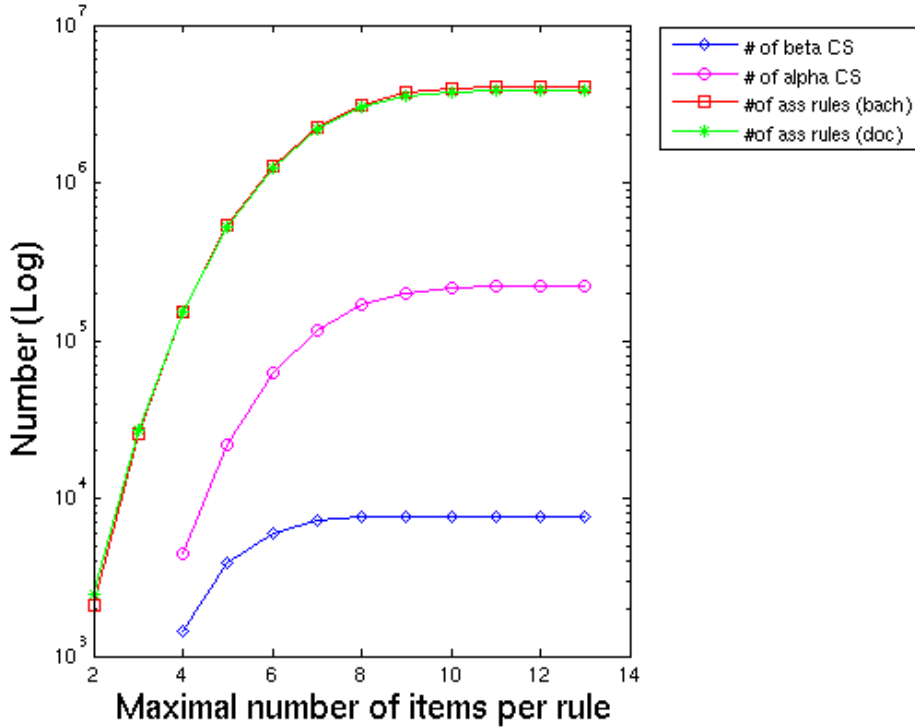 10^7
10^6
10^5
10^4
10^3
Number (Log)
2
4
6
8
10
12
14
Maximal number of items per rule
# of beta CS
# of alpha CS
#of ass rules (bach)
#of ass rules (doc)